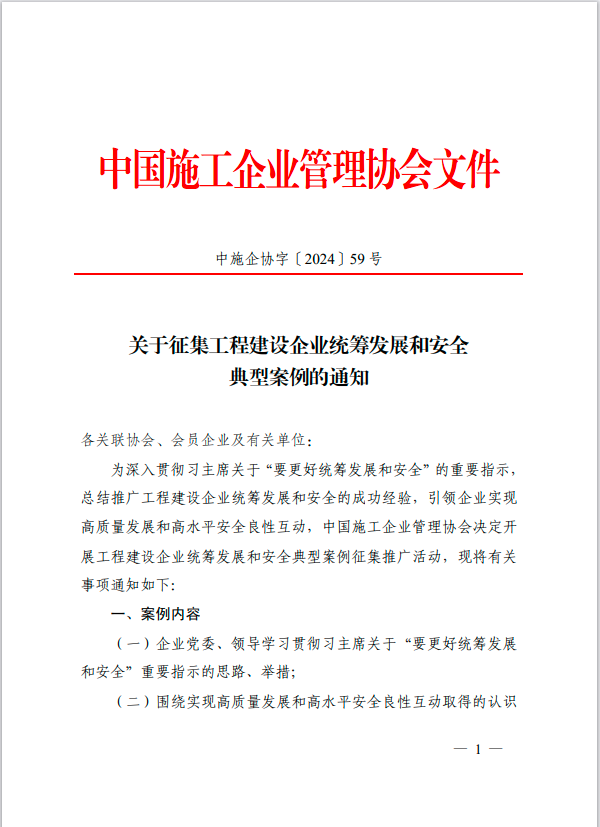 中国施工企业管理协会文件
中施企协字〔2024〕59 号
关于征集工程建设企业统筹发展和安全
典型案例的通知
各关联协会、会员企业及有关单位：
为深入贯彻习主席关于“要更好统筹发展和安全”的重要指示，
总结推广工程建设企业统筹发展和安全的成功经验，引领企业实现
高质量发展和高水平安全良性互动，中国施工企业管理协会决定开
展工程建设企业统筹发展和安全典型案例征集推广活动，现将有关
事项通知如下：
一、案例内容
（一）企业党委、领导学习贯彻习主席关于“要更好统筹发展
和安全”重要指示的思路、举措；
（二）围绕实现高质量发展和高水平安全良性互动取得的认识
— 1 —